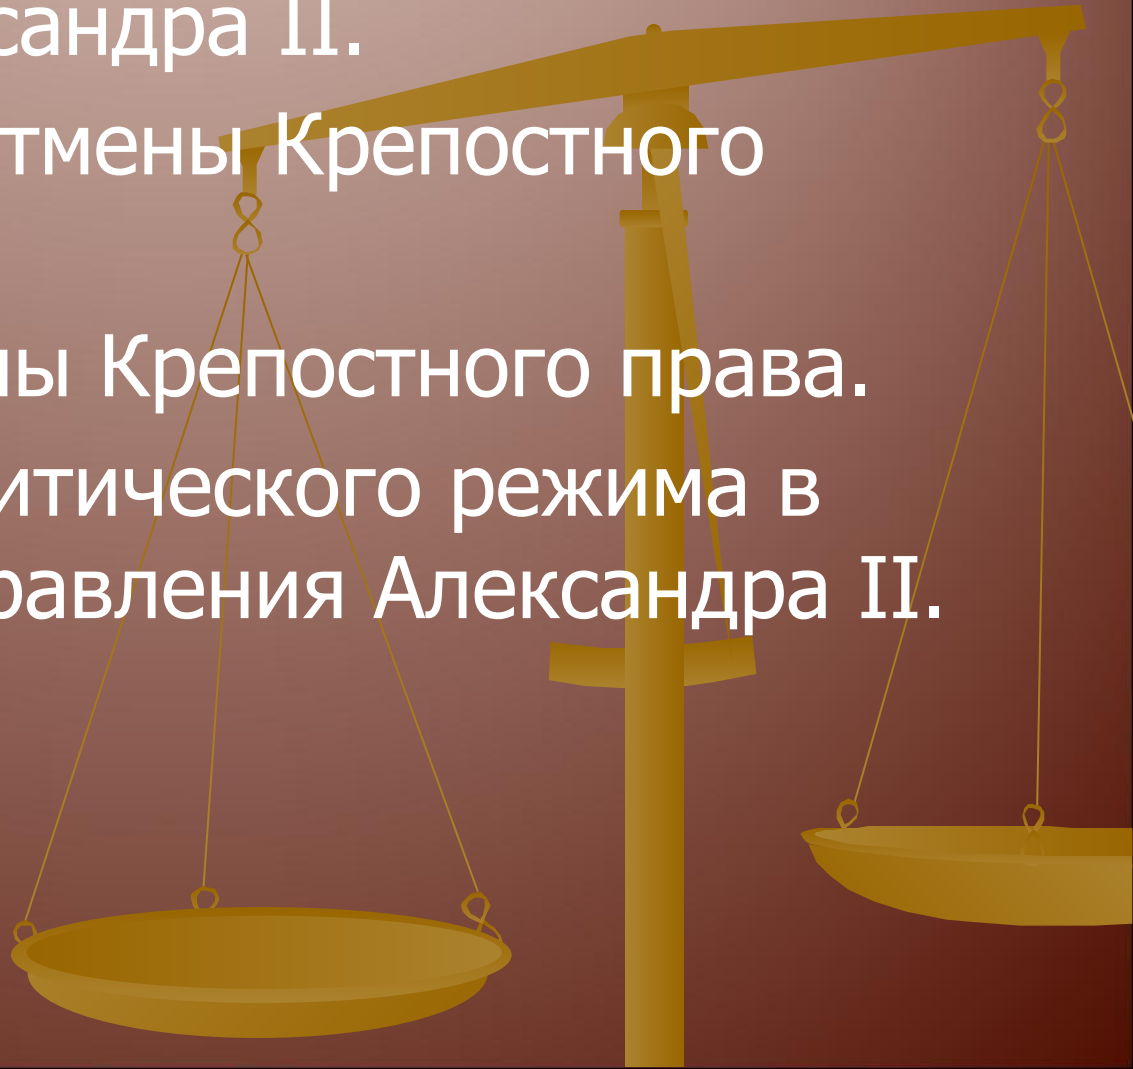 сандра II.
тмены Крепостного
ны Крепостного права.
итического режима в
равления Александра II.